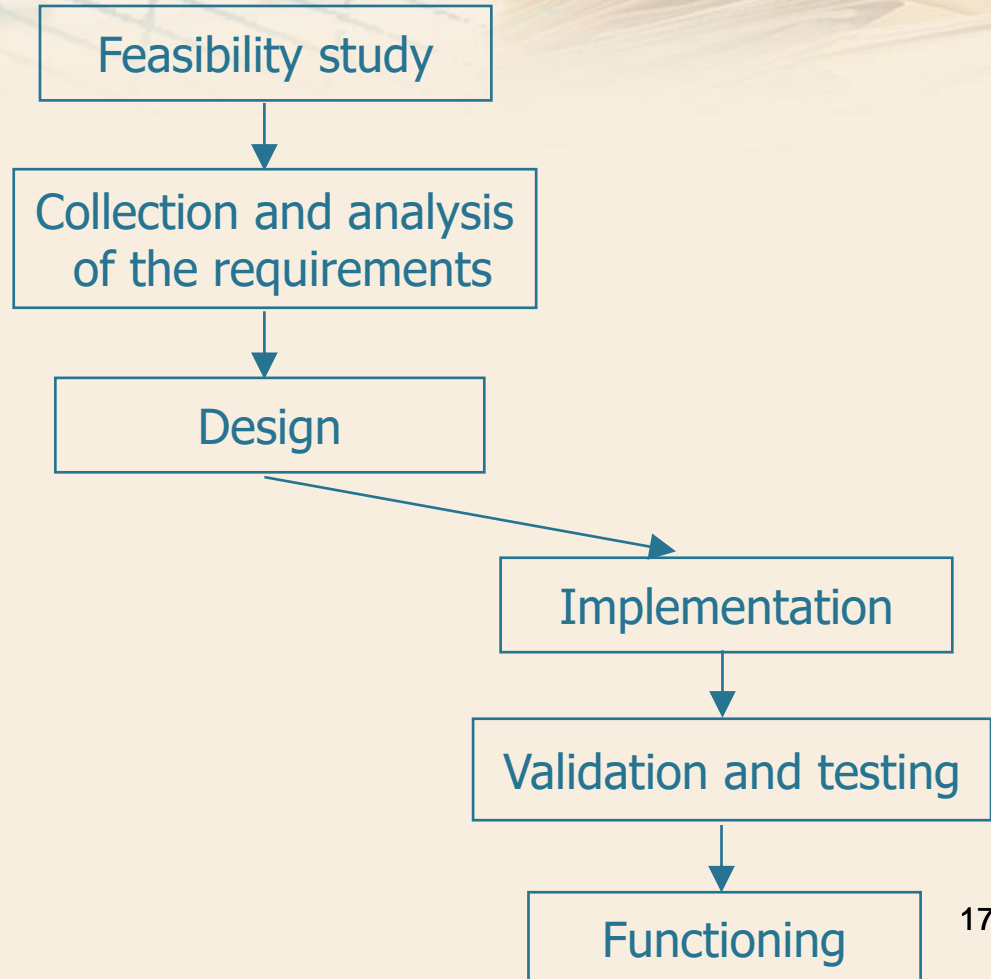 Feasibility study
Collection and analysis
of the requirements
Design
Implementation
Validation and testing
Functioning
17